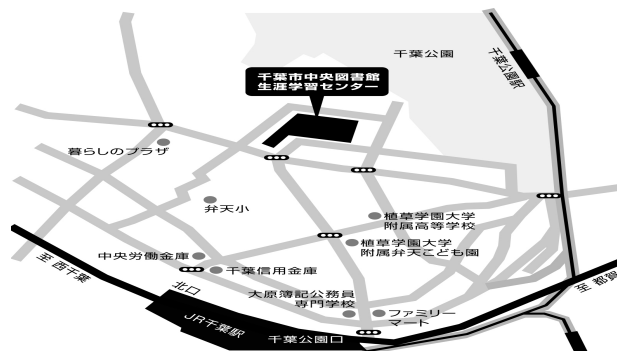 千葉公園
千葉公園駅
千葉市中央図書館
生涯学習センター
暮らしのプラザ
弁天小
植草学園大学
附属高等学校
植草学園大学
附属弁天こども園
中央労働金庫
千葉信用金庫
至 西千葉
北口
大原簿記公務員
専門学校
ファミリー
マート
至 都賀
JR千葉駅
千葉公園口